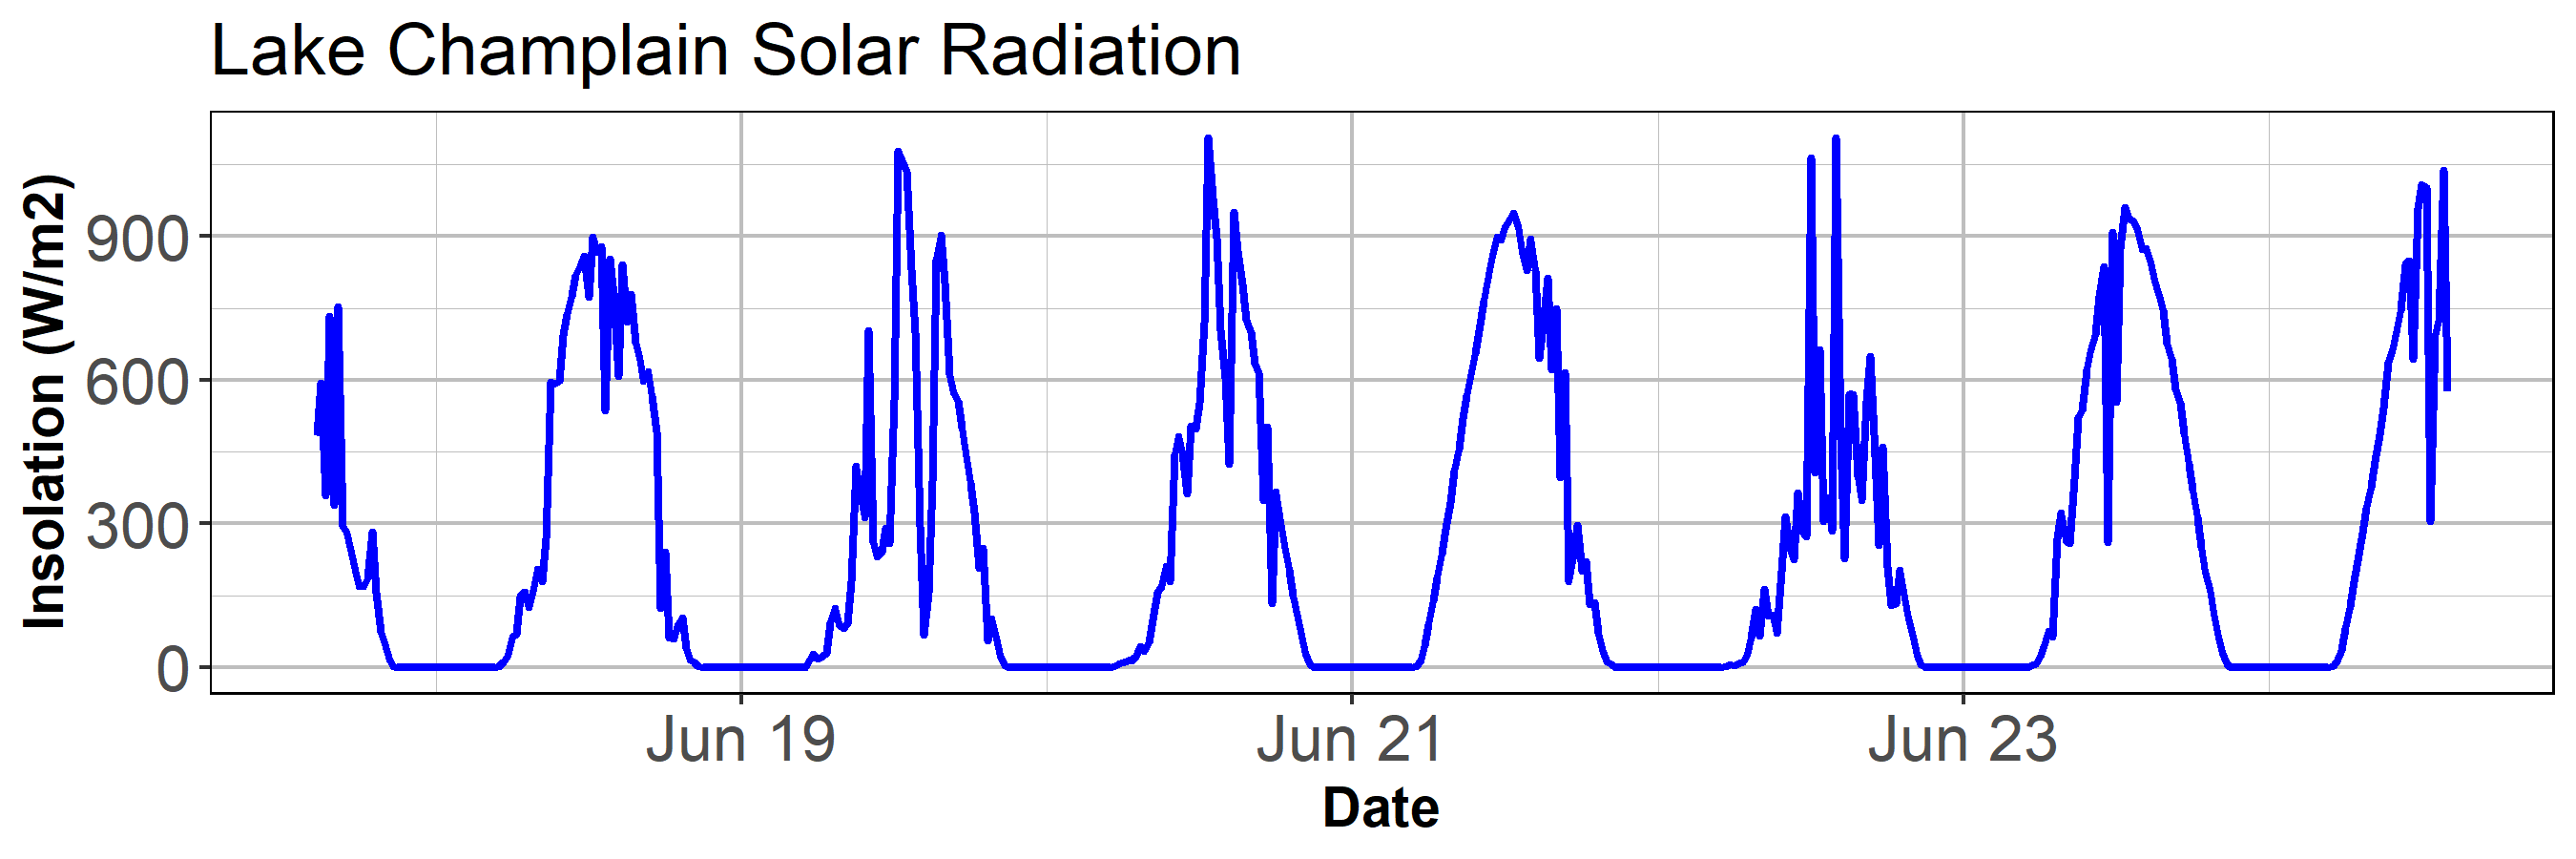 Lake Champlain Solar Radiation
Insolation (W/m2)
900
600
300
0
Jun 19 Jun 21 Jun 23
Date